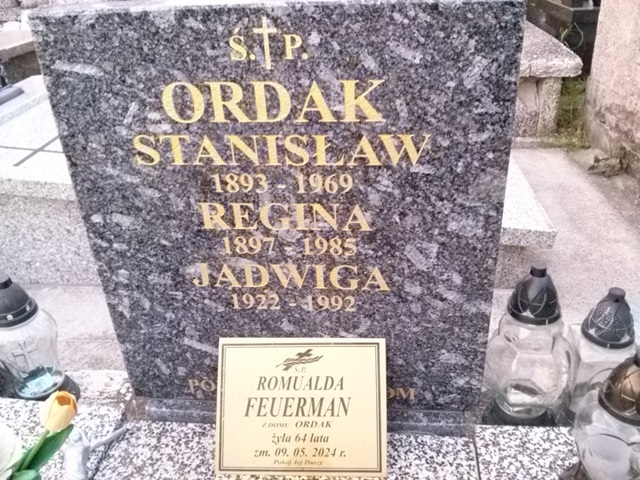 Ś. P.
ORDAK
STANISŁAW
1893 - 1969
REGINA
1897 - 1985
JADWIGA
1922 - 1992
Ś.P.
ROMUALDA
FEUERMAN
Z DOMU ORDAK
żyła 64 lata
zm. 09. 05. 2024 r.
Pokój Jej Duszy